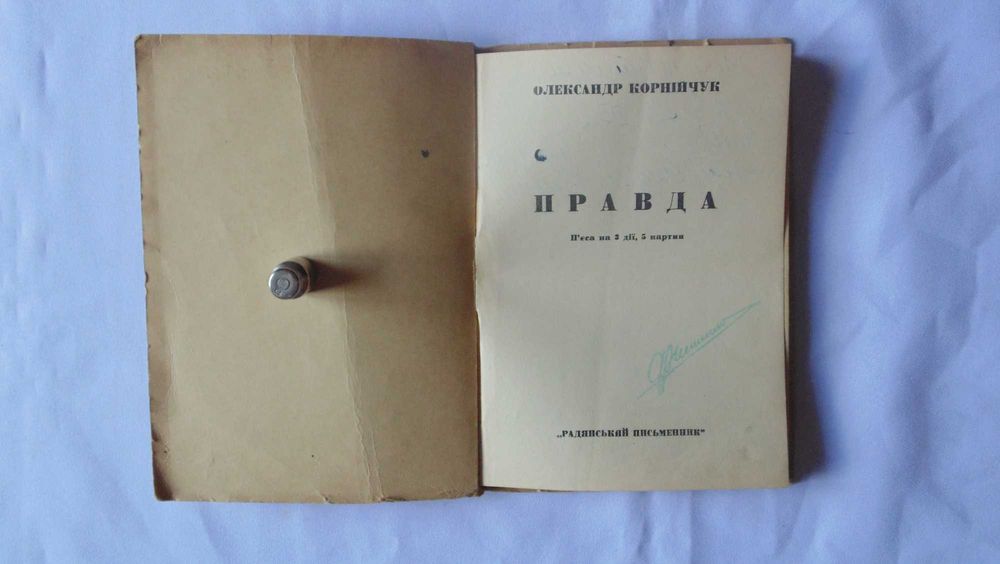 ОЛЕКСАНДР КОРНІЙЧУК
ПРАВДА
П'єса на 3 дії, 5 картин
„РАДЯНСЬКИЙ ПИСЬМЕННИК"